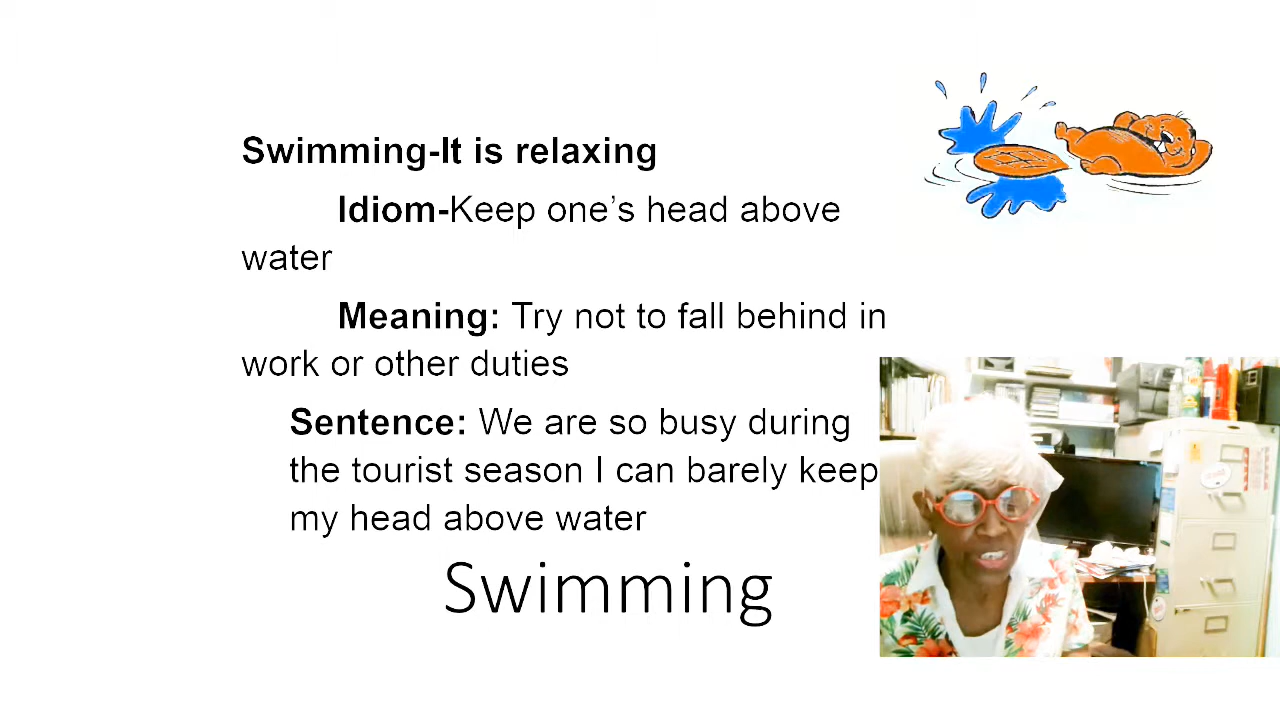 Swimming-It is relaxing
Idiom-Keep one’s head above
water
Meaning: Try not to fall behind in
work or other duties
Sentence: We are so busy during
the tourist season I can barely keep
my head above water
Swimming